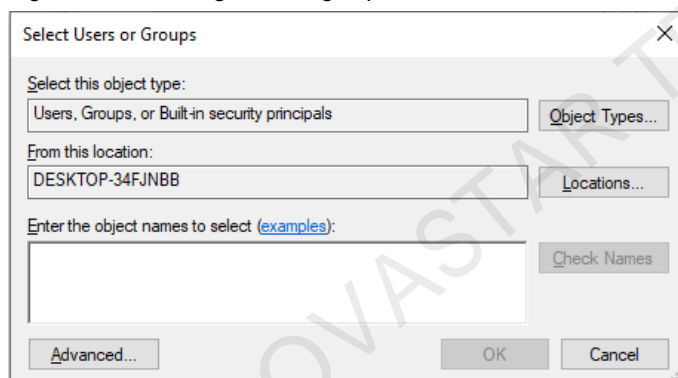 Select Users or Groups
Select this object type:
Users, Groups, or Built-in security principals
Object Types...
From this location:
DESKTOP-34FJNBB
Locations...
Enter the object names to select (examples):
Check Names
Advanced...
OK
Cancel